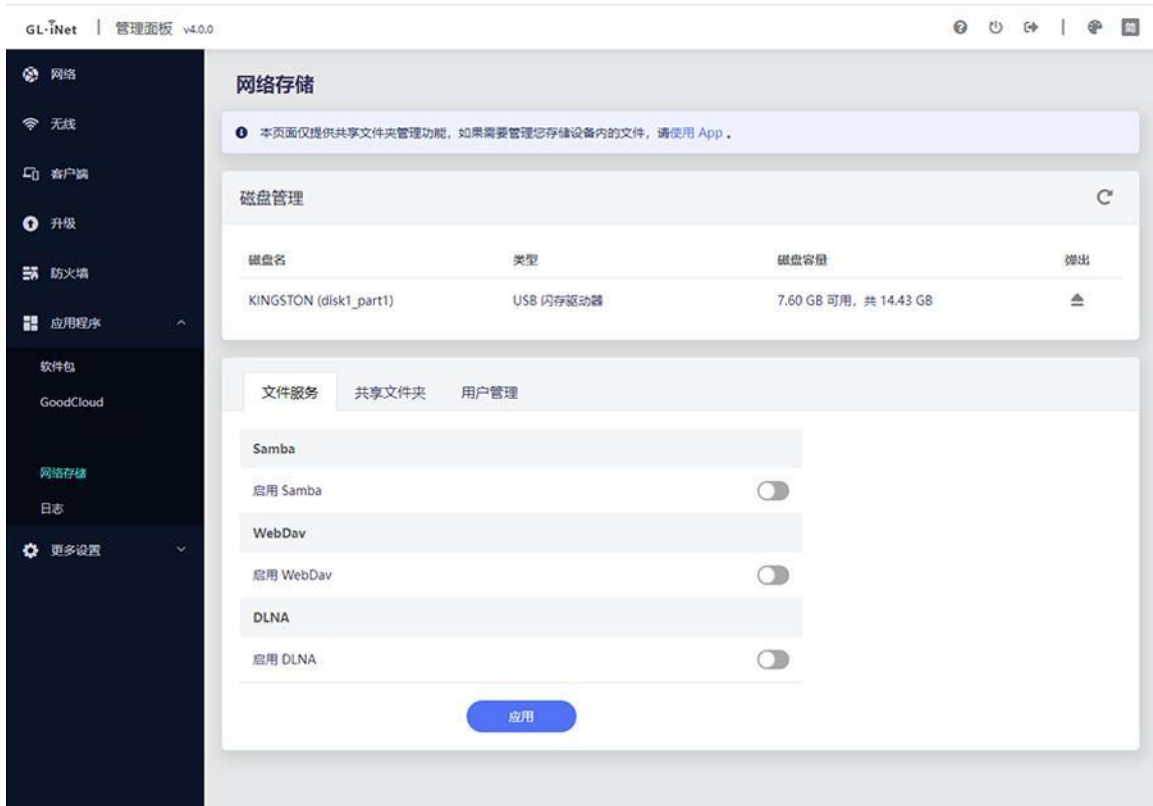 GL·iNet | 管理面板 v4.0.0
简
网络
无线
客户端
升级
防火墙
应用程序
软件包
GoodCloud
网络存储
日志
更多设置
网络存储
本页面仅提供共享文件夹管理功能，如果需要管理您存储设备内的文件，请使用 App 。
磁盘管理
磁盘名 类型 磁盘容量 弹出
KINGSTON (disk1_part1) USB 闪存驱动器 7.60 GB 可用，共 14.43 GB
文件服务 共享文件夹 用户管理
Samba
启用 Samba
WebDav
启用 WebDav
DLNA
启用 DLNA
应用